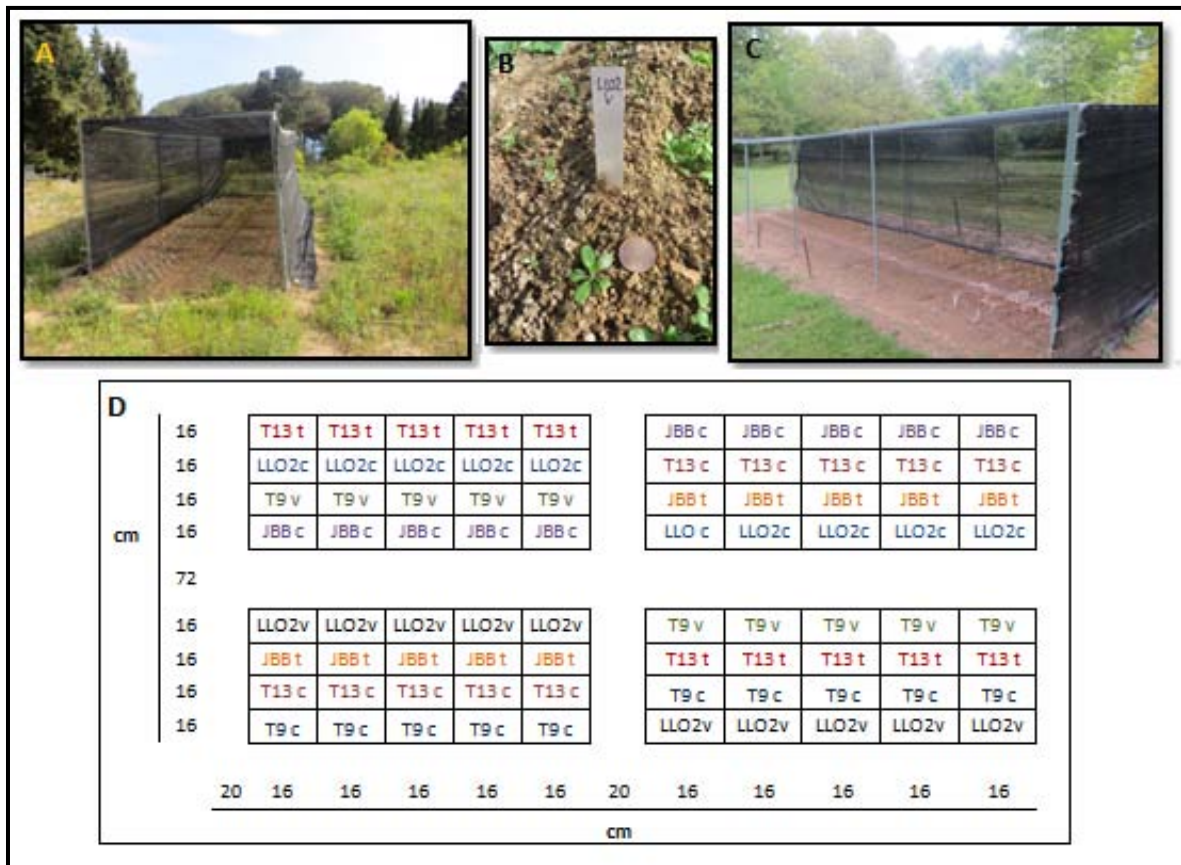 A
B
LLO2
v
C
D
16 T13 t T13 t T13 t T13 t T13 t JBB c JBB c JBB c JBB c JBB c
16 LLO2c LLO2c LLO2c LLO2c LLO2c T13 c T13 c T13 c T13 c T13 c
16 T9 v T9 v T9 v T9 v T9 v JBB t JBB t JBB t JBB t JBB t
cm 16 JBB c JBB c JBB c JBB c JBB c LLO c LLO2c LLO2c LLO2c LLO2c
72
16 LLO2v LLO2v LLO2v LLO2v LLO2v T9 v T9 v T9 v T9 v T9 v
16 JBB t JBB t JBB t JBB t JBB t T13 t T13 t T13 t T13 t T13 t
16 T13 c T13 c T13 c T13 c T13 c T9 c T9 c T9 c T9 c T9 c
16 T9 c T9 c T9 c T9 c T9 c LLO2v LLO2v LLO2v LLO2v LLO2v
20 16 16 16 16 16 20 16 16 16 16 16
cm